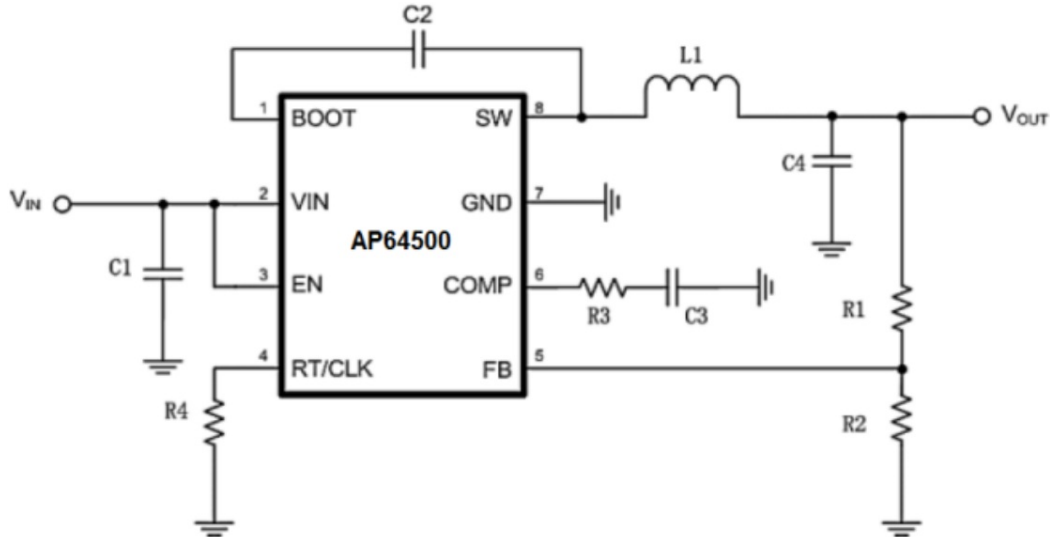 C2
L1
1 BOOT SW 8
VOUT
C4
VIN 2 VIN GND 7
AP64500
C1
3 EN COMP 6
R3 C3
R1
4 RT/CLK FB 5
R4
R2